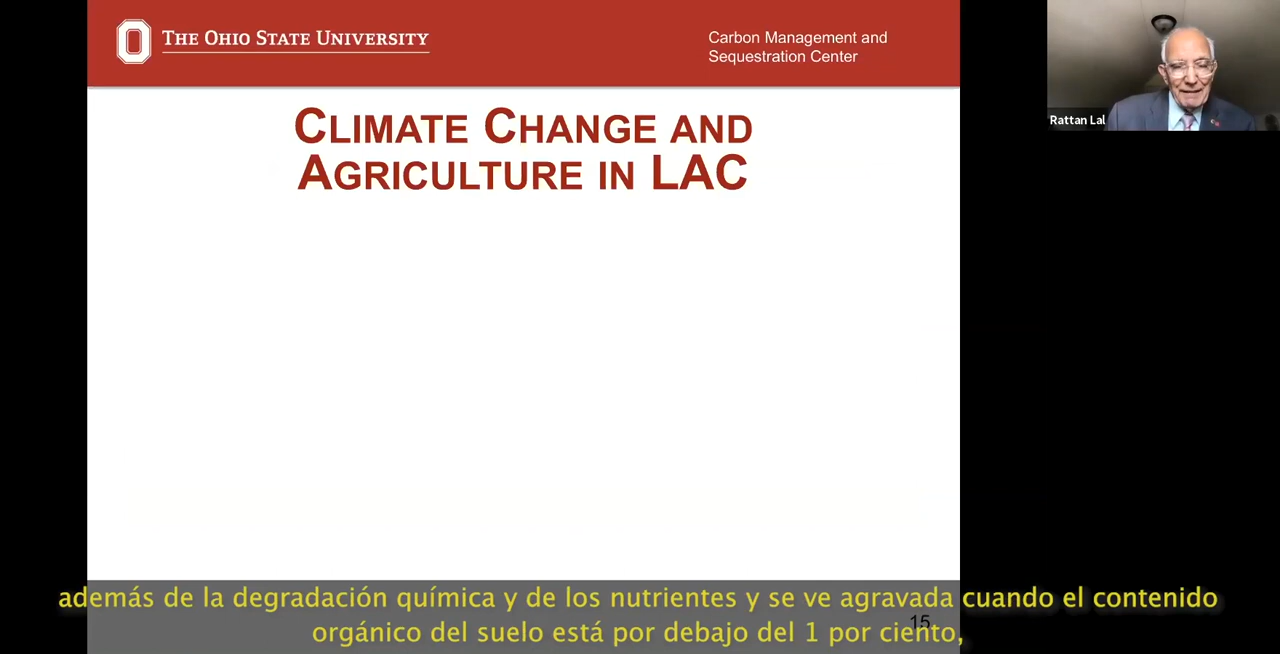 THE OHIO STATE UNIVERSITY
Carbon Management and
Sequestration Center
Rattan Lal
CLIMATE CHANGE AND
AGRICULTURE IN LAC
además de la degradación química y de los nutrientes y se ve agravada cuando el contenido
orgánico del suelo está por debajo del 1 por ciento,
15